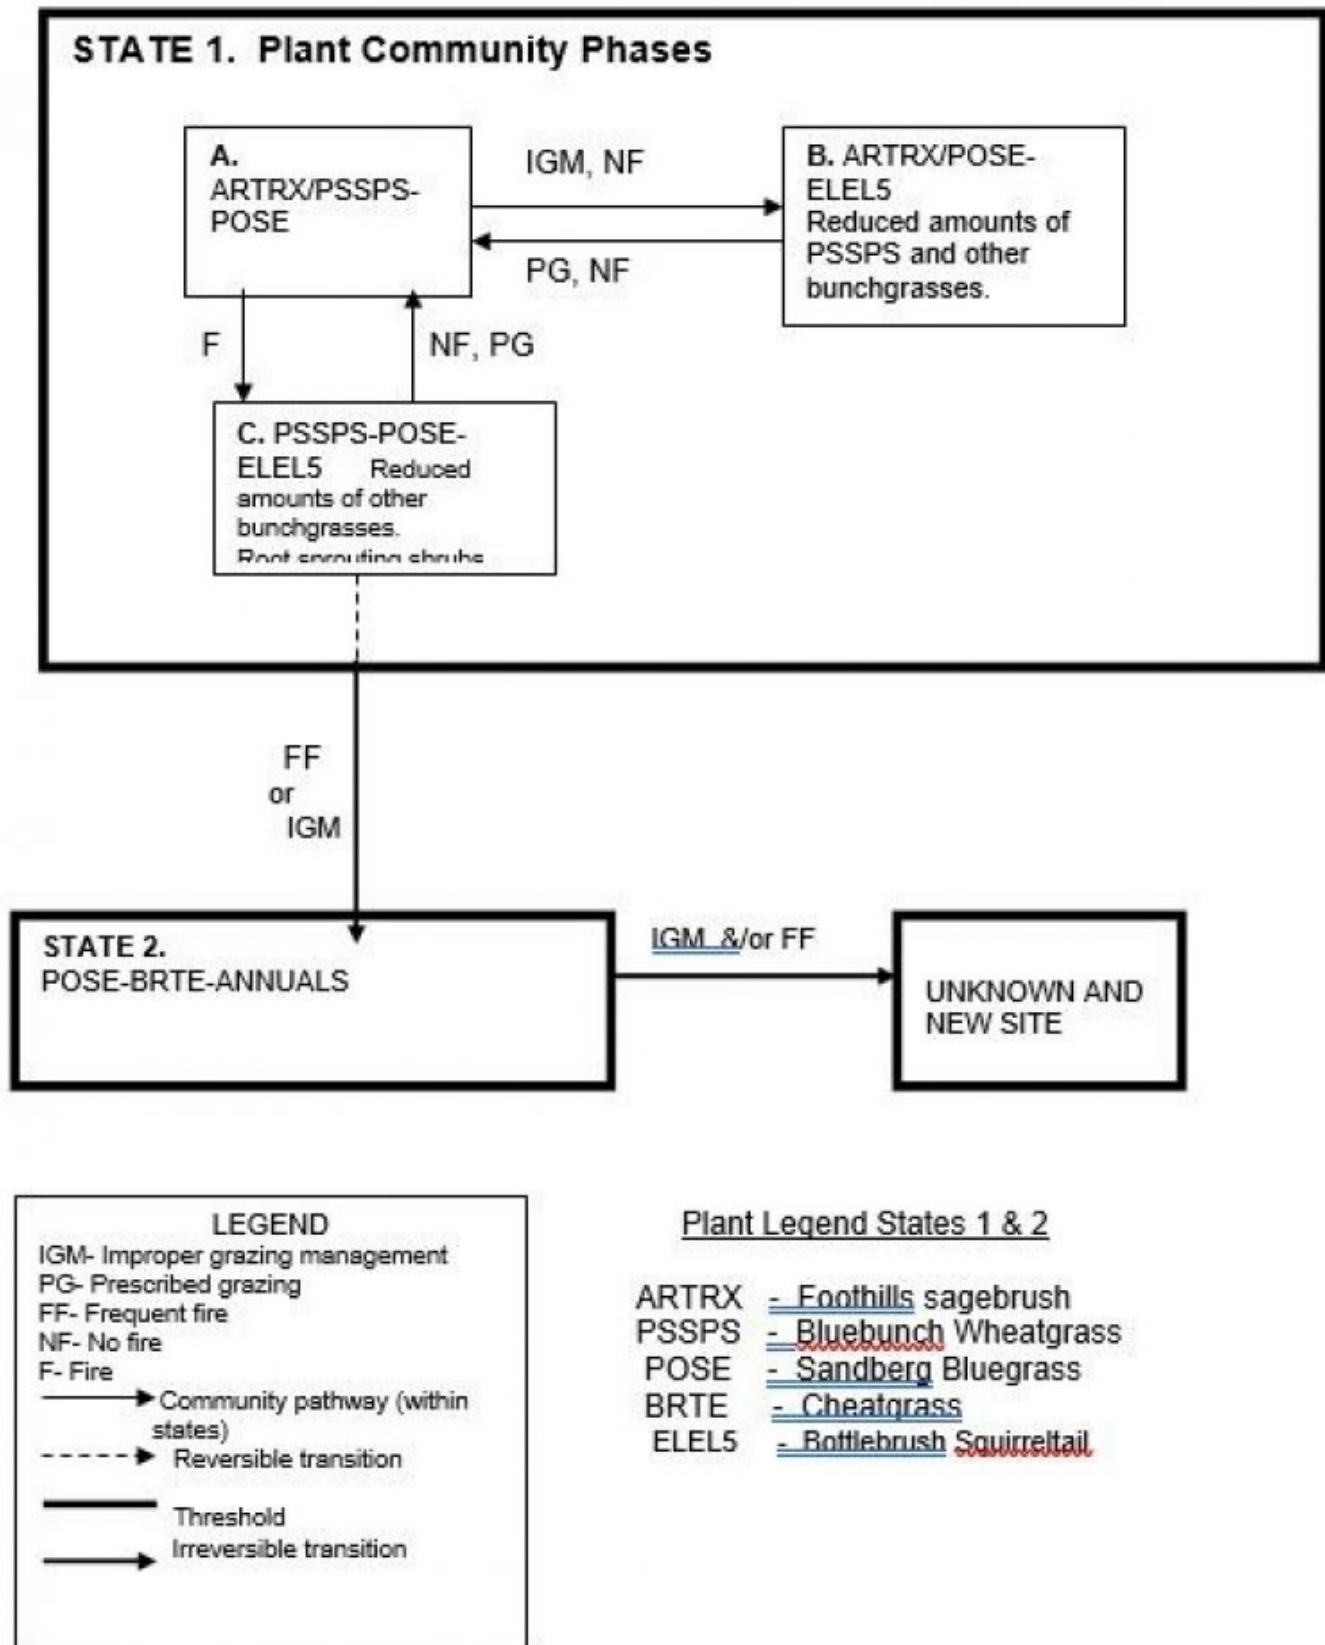 STATE 1. Plant Community Phases
A.
ARTRX/PSSPS-
POSE
IGM, NF
PG, NF
B. ARTRX/POSE-
ELEL5
Reduced amounts of
PSSPS and other
bunchgrasses.
F
NF, PG
C. PSSPS-POSE-
ELEL5 Reduced
amounts of other
bunchgrasses.
Root sprouting shrubs
FF
or
IGM
STATE 2.
POSE-BRTE-ANNUALS
IGM &/or FF
UNKNOWN AND
NEW SITE
LEGEND
IGM- Improper grazing management
PG- Prescribed grazing
FF- Frequent fire
NF- No fire
F- Fire
Community pathway (within
states)
Reversible transition
Threshold
Irreversible transition
Plant Legend States 1 & 2
ARTRX - Foothills sagebrush
PSSPS - Bluebunch Wheatgrass
POSE - Sandberg Bluegrass
BRTE - Cheatgrass
ELEL5 - Bottlebrush Squirreltail